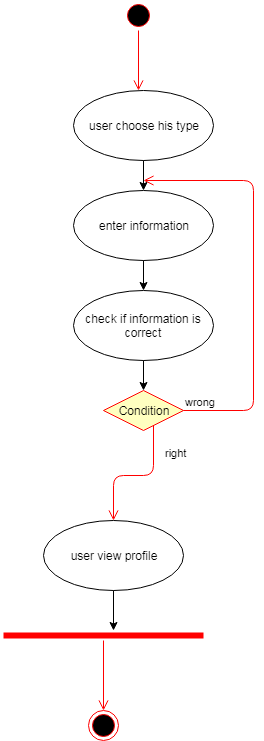 user choose his type
enter information
check if information is
correct
Condition
wrong
right
user view profile